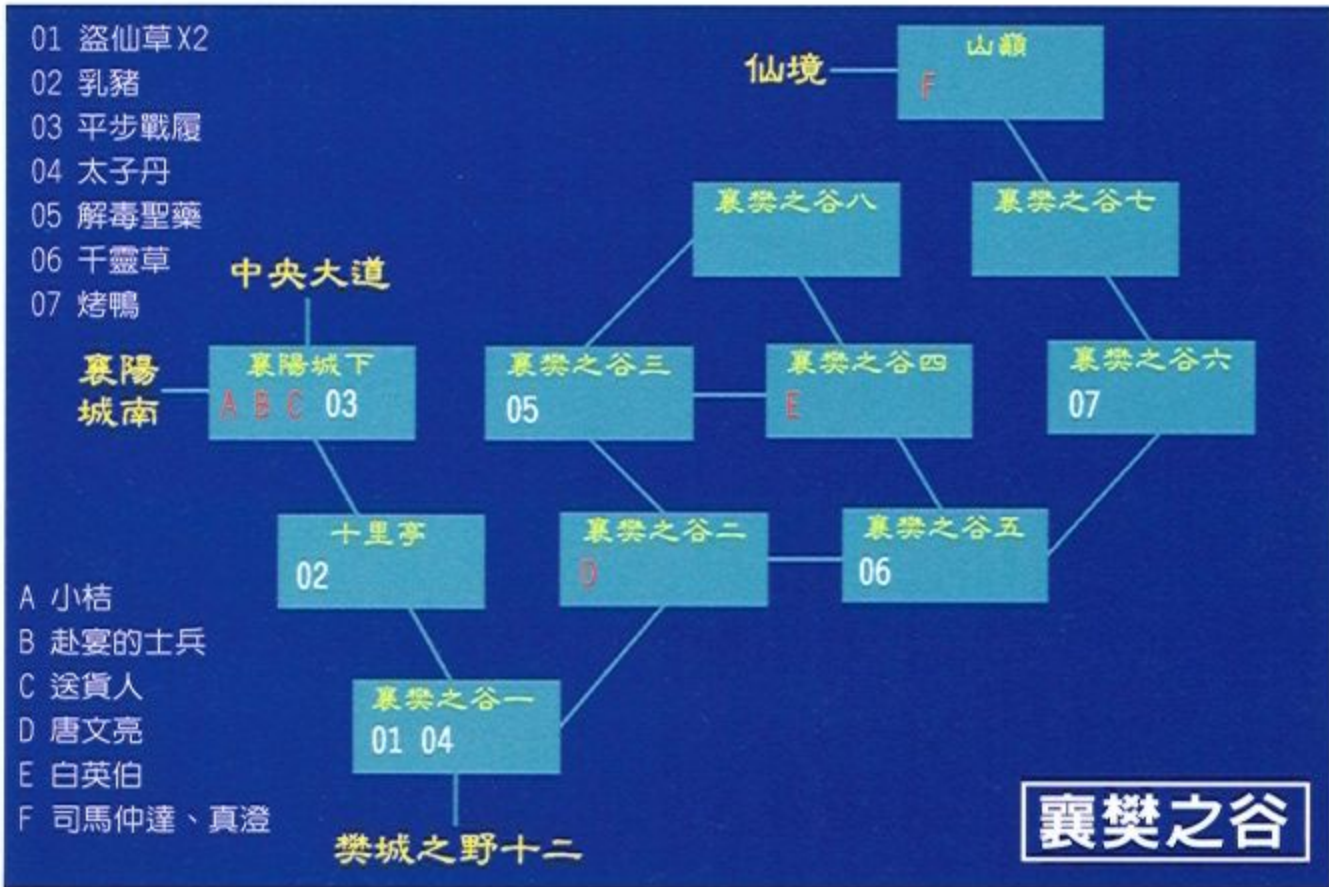 01 盜仙草X2
02 乳豬
03 平步戰履
04 太子丹
05 解毒聖藥
06 千靈草
07 烤鴨
仙境
山巔
F
襄樊之谷八
襄樊之谷七
中央大道
襄陽
城南
襄陽城下
A B C 03
襄樊之谷三
05
襄樊之谷四
E
襄樊之谷六
07
十里亭
02
襄樊之谷二
D
襄樊之谷五
06
襄樊之谷一
01 04
樊城之野十二
A 小桔
B 赴宴的士兵
C 送貨人
D 唐文亮
E 白英伯
F 司馬仲達、真澄
襄樊之谷